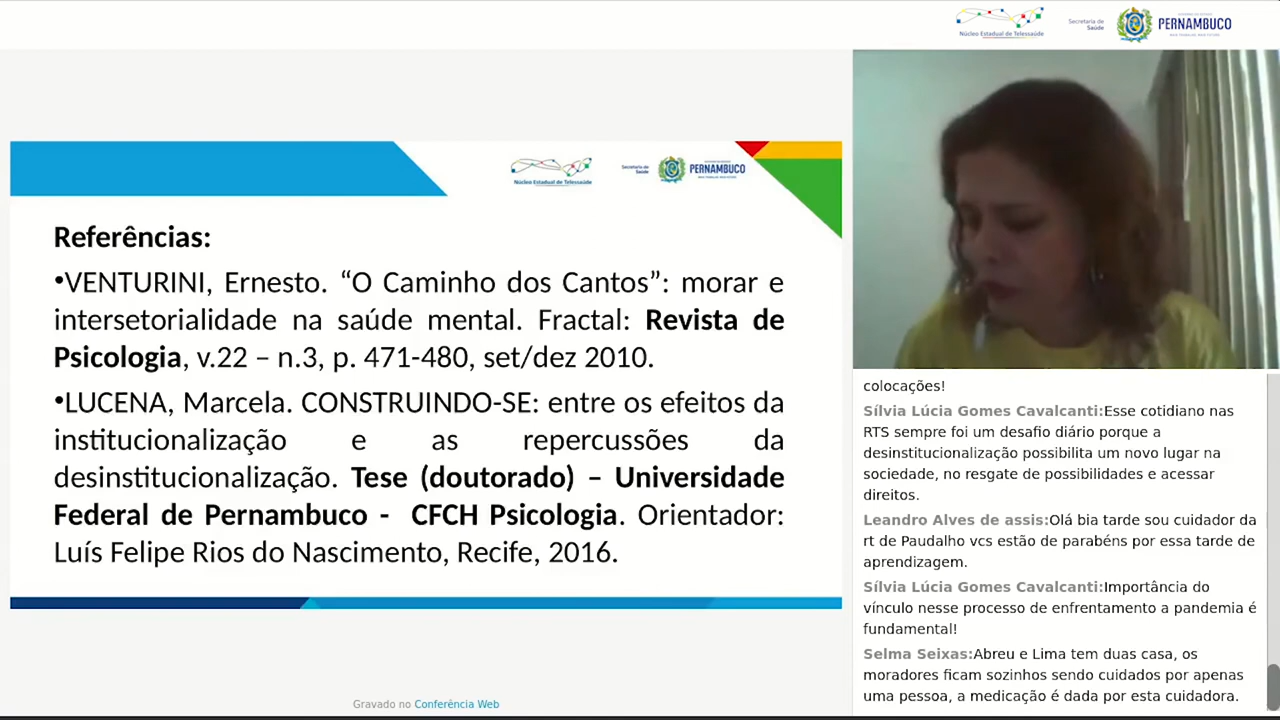 Núcleo Estadual de Telessaúde
Secretaria de
Saúde
PERNAMBUCO
Núcleo Estadual de Telessaúde
Secretaria de
Saúde
PERNAMBUCO
Referências:
•VENTURINI, Ernesto. “O Caminho dos Cantos”: morar e
intersetorialidade na saúde mental. Fractal: Revista de
Psicologia, v.22 – n.3, p. 471-480, set/dez 2010.
•LUCENA, Marcela. CONSTRUINDO-SE: entre os efeitos da
institucionalização e as repercussões da
desinstitucionalização. Tese (doutorado) – Universidade
Federal de Pernambuco - CFCH Psicologia. Orientador:
Luís Felipe Rios do Nascimento, Recife, 2016.
Gravado no Conferência Web
colocações!
Sílvia Lúcia Gomes Cavalcanti:Esse cotidiano nas
RTS sempre foi um desafio diário porque a
desinstitucionalização possibilita um novo lugar na
sociedade, no resgate de possibilidades e acessar
direitos.
Leandro Alves de assis:Olá bia tarde sou cuidador da
rt de Paudalho vcs estão de parabéns por essa tarde de
aprendizagem.
Sílvia Lúcia Gomes Cavalcanti:Importância do
vínculo nesse processo de enfrentamento a pandemia é
fundamental!
Selma Seixas:Abreu e Lima tem duas casa, os
moradores ficam sozinhos sendo cuidados por apenas
uma pessoa, a medicação é dada por esta cuidadora.